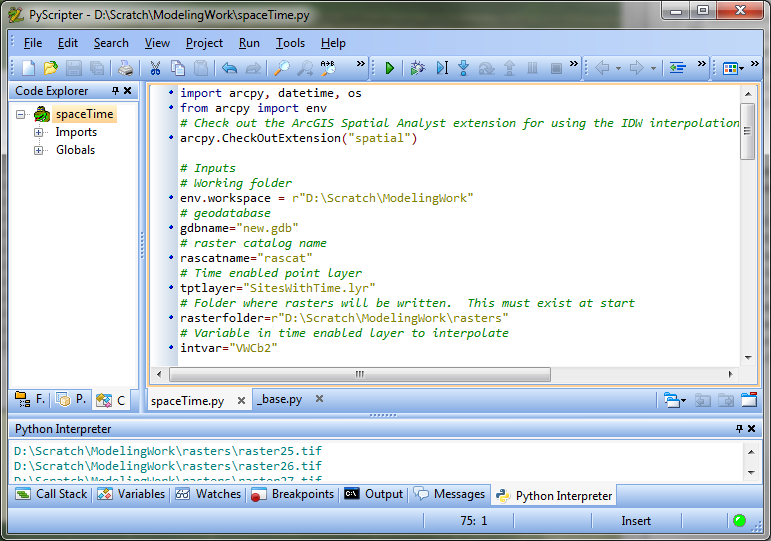 PyScripter - D:\Scratch\ModelingWork\spaceTime.py
File Edit Search View Project Run Tools Help
Code Explorer
spaceTime
Imports
Globals
import arcpy, datetime, os
from arcpy import env
# Check out the ArcGIS Spatial Analyst extension for using the IDW interpolation
arcpy.CheckOutExtension("spatial")
# Inputs
# Working folder
env.workspace = r"D:\Scratch\ModelingWork"
# geodatabase
gdbname="new.gdb"
# raster catalog name
rascatname="rascat"
# Time enabled point layer
tptlayer="SitesWithTime.lyr"
# Folder where rasters will be written.  This must exist at start
rasterfolder=r"D:\Scratch\ModelingWork\rasters"
# Variable in time enabled layer to interpolate
intvar="VWCb2"
F. P. C
spaceTime.py _base.py
Python Interpreter
D:\Scratch\ModelingWork\rasters\raster25.tif
D:\Scratch\ModelingWork\rasters\raster26.tif
D:\Scratch\ModelingWork\rasters\raster27.tif
Call Stack Variables Watches Breakpoints Output Messages Python Interpreter
75: 1 Insert